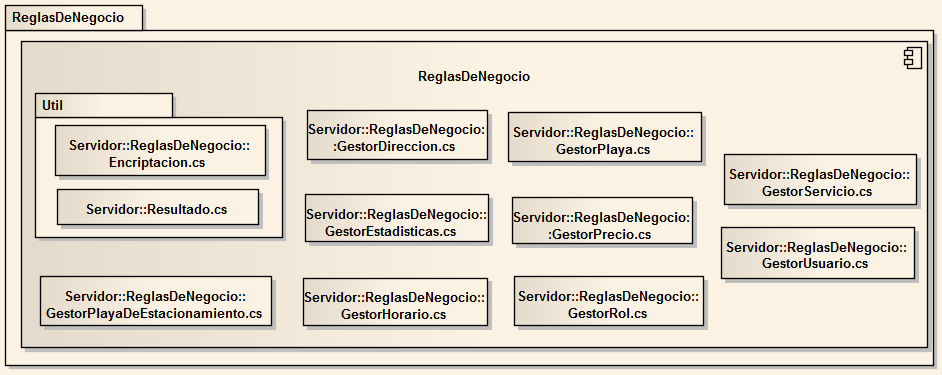 ReglasDeNegocio
ReglasDeNegocio
Util
Servidor::ReglasDeNegocio::
Encriptacion.cs
Servidor::Resultado.cs
Servidor::ReglasDeNegocio:
:GestorDireccion.cs
Servidor::ReglasDeNegocio::
GestorPlaya.cs
Servidor::ReglasDeNegocio::
GestorServicio.cs
Servidor::ReglasDeNegocio::
GestorEstadisticas.cs
Servidor::ReglasDeNegocio:
:GestorPrecio.cs
Servidor::ReglasDeNegocio::
GestorUsuario.cs
Servidor::ReglasDeNegocio::
GestorPlayaDeEstacionamiento.cs
Servidor::ReglasDeNegocio::
GestorHorario.cs
Servidor::ReglasDeNegocio::
GestorRol.cs